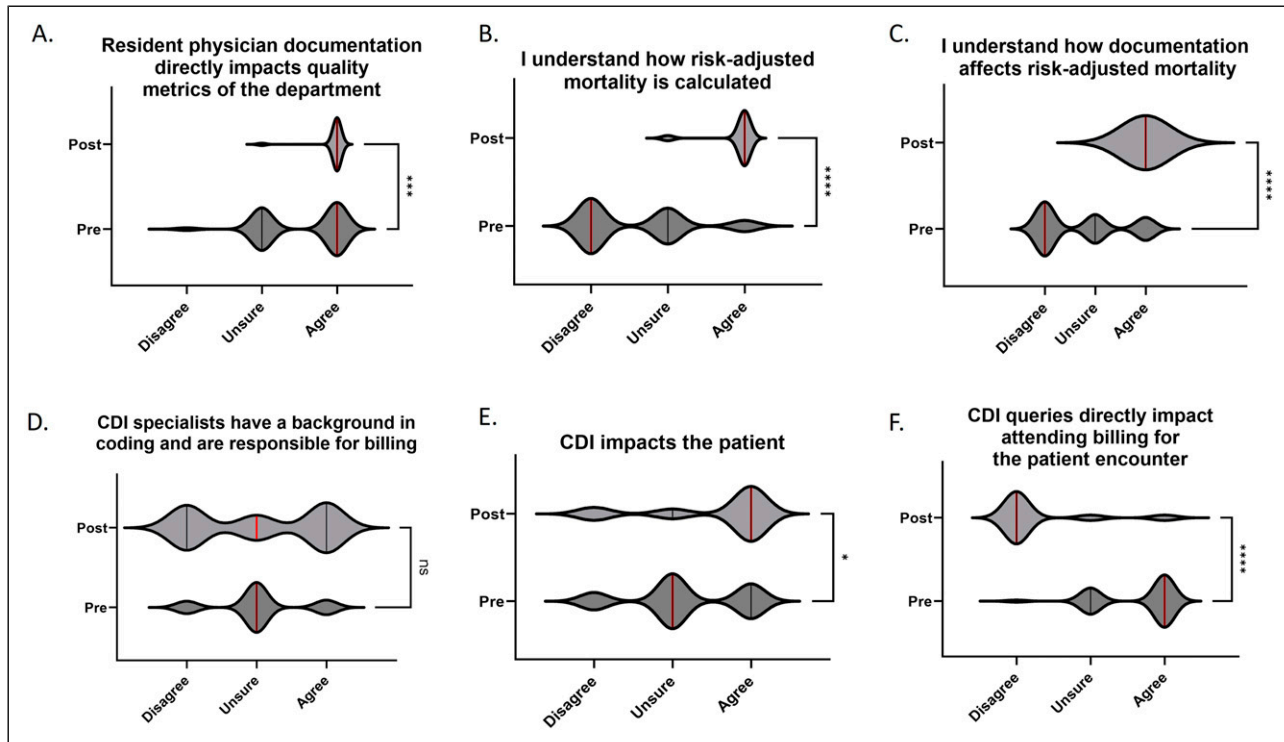 A.
Resident physician documentation
directly impacts quality
metrics of the department
Post
Pre
***
Disagree
Unsure
Agree
B.
I understand how risk-adjusted
mortality is calculated
Post
Pre
****
Disagree
Unsure
Agree
C.
I understand how documentation
affects risk-adjusted mortality
Post
Pre
****
Disagree
Unsure
Agree
D.
CDI specialists have a background in
coding and are responsible for billing
Post
Pre
ns
Disagree
Unsure
Agree
E.
CDI impacts the patient
Post
Pre
*
Disagree
Unsure
Agree
F.
CDI queries directly impact
attending billing for
the patient encounter
Post
Pre
****
Disagree
Unsure
Agree